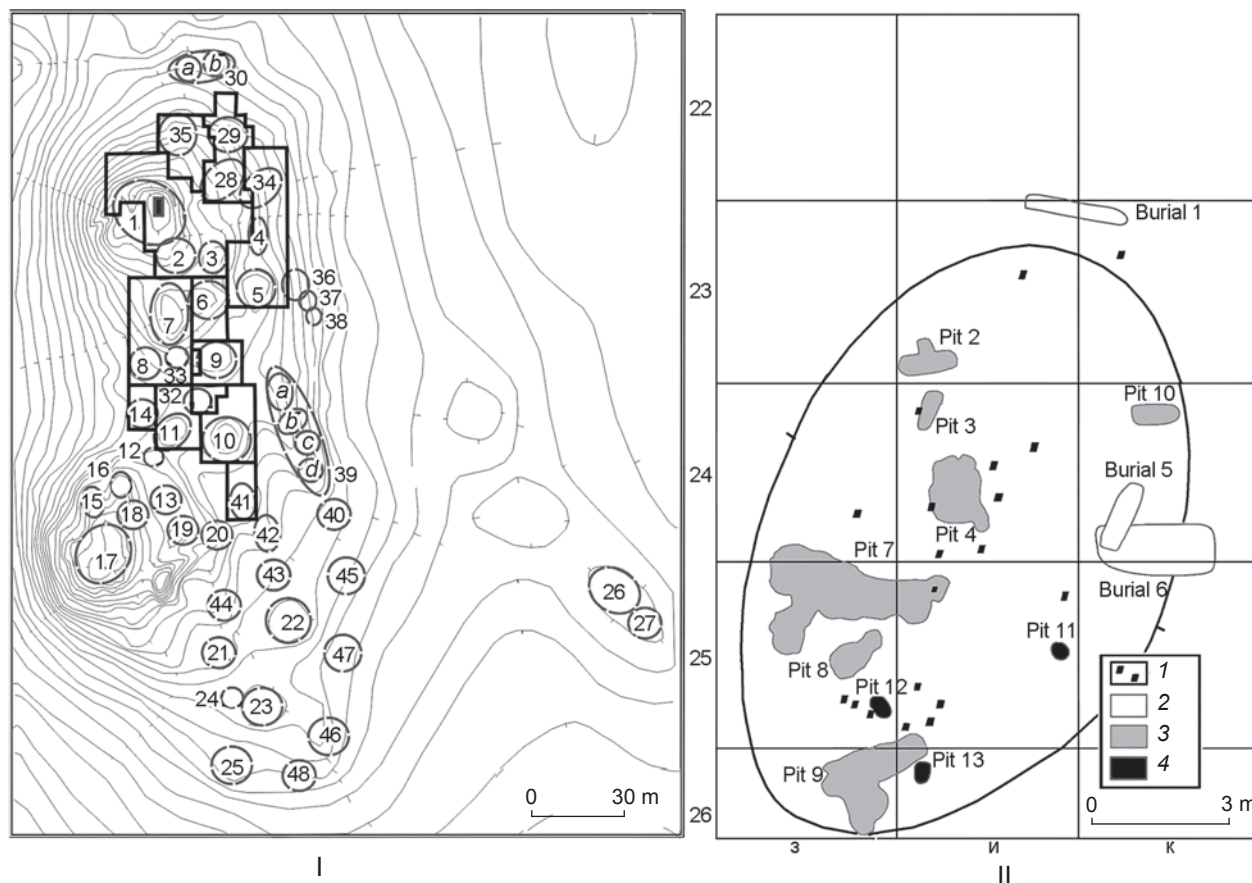 a b
30
35 29
28 34
1
4
2 3
36
6 5 37
7 38
8 9
33
32 a
14 b
11 10 c
12 d
16 39
15 13 41
18 40
19 20 42
17
43 45
44 26
22 27
21 47
24 23
46
25 48
0 30 m
I
22
Burial 1
23
Pit 2
Pit 10
Pit 3
24
Burial 5
Pit 4
Pit 7
Burial 6
Pit 11
25
Pit 8
Pit 12
1
2
Pit 9 Pit 13
3
4
0 3 m
26
з и к
II